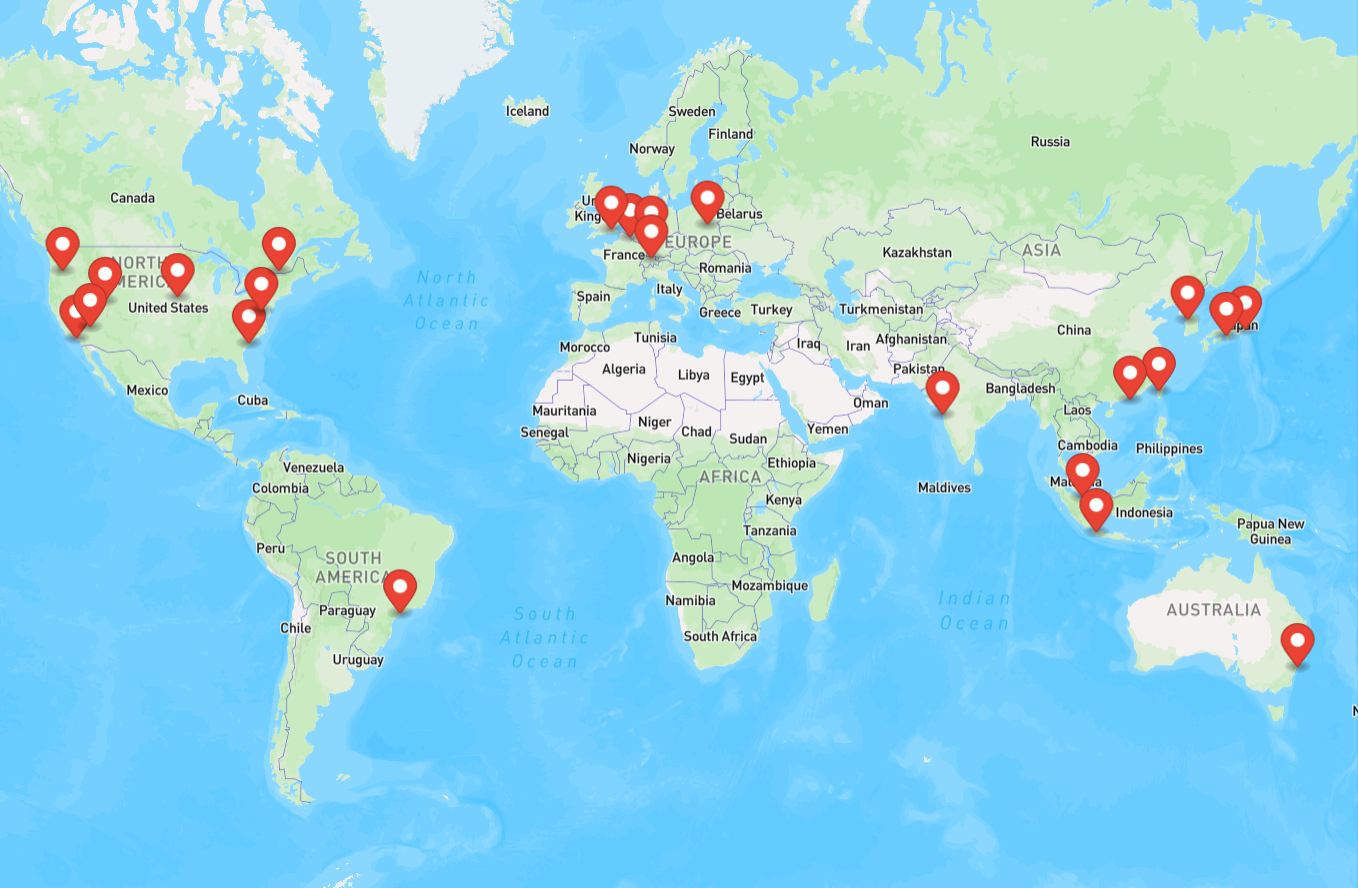 Iceland
Sweden
Finland
Norway
Russia
Canada
Un
King
Belarus
EUROPE
ASIA
Kazakhstan
France
NORTH
AMERIC
Romania
North
Atlantic
Ocean
United States
Italy
Spain
Greece
Turkey
Turkmenistan
China
pan
Tunisia
Morocco
Iraq
Iran
Afghanistan
Algeria
Libya
Egypt
Pakistan
Mexico
Cuba
Bangladesh
Oman
Laos
Mauritania
Niger
Chad
Sudan
Yemen
Senegal
Cambodia
Philippines
Nigeria
Ethiopia
Venezuela
AFRICA
Colombia
Maldives
Kenya
Indonesia
Tanzania
Papua New
Guinea
Peru
SOUTH
AMERICA
Angola
Mozambique
Namibia
Paraguay
Indian
Ocean
AUSTRALIA
South
Atlantic
Ocean
Chile
South Africa
Uruguay
N